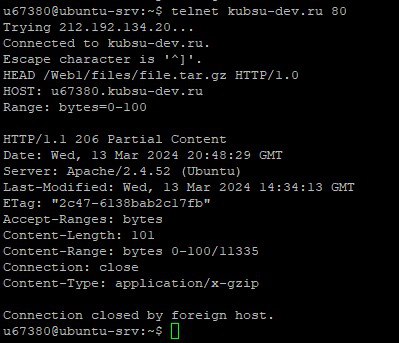 u67380@ubuntu-srv:~$ telnet kubsu-dev.ru 80
Trying 212.192.134.20...
Connected to kubsu-dev.ru.
Escape character is '^]'.
HEAD /Web1/files/file.tar.gz HTTP/1.0
HOST: u67380.kubsu-dev.ru
Range: bytes=0-100

HTTP/1.1 206 Partial Content
Date: Wed, 13 Mar 2024 20:48:29 GMT
Server: Apache/2.4.52 (Ubuntu)
Last-Modified: Wed, 13 Mar 2024 14:34:13 GMT
ETag: "2c47-6138bab2c17fb"
Accept-Ranges: bytes
Content-Length: 101
Content-Range: bytes 0-100/11335
Connection: close
Content-Type: application/x-gzip

Connection closed by foreign host.
u67380@ubuntu-srv:~$